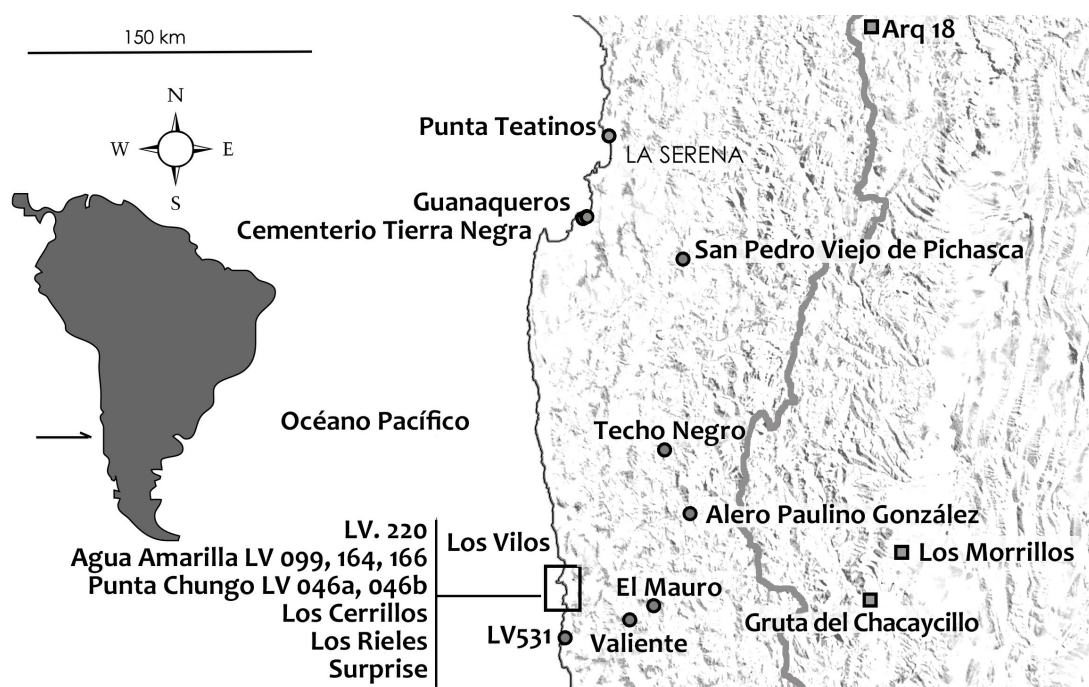 150 km
Arq 18
N
W
E
S
Punta Teatinos
LA SERENA
Guanaqueros
Cementerio Tierra Negra
San Pedro Viejo de Pichasca
Océano Pacífico
Techo Negro
Alero Paulino González
LV. 220
Agua Amarilla LV 099, 164, 166
Punta Chungo LV 046a, 046b
Los Cerrillos
Los Rieles
Surprise
Los Vilos
Los Morrillos
El Mauro
Gruta del Chacaycillo
LV531
Valiente